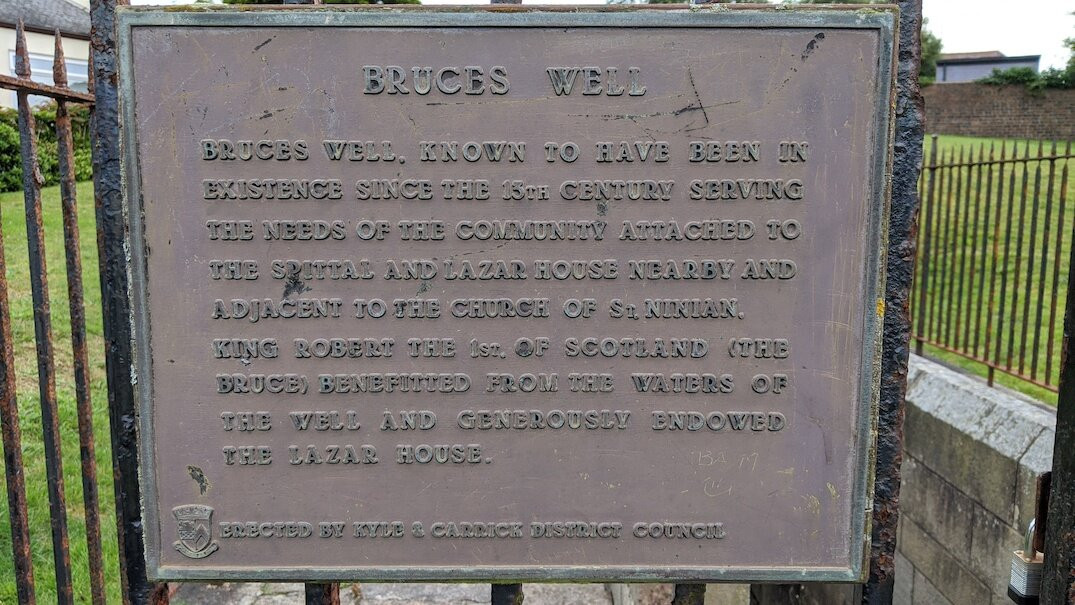 BRUCES WELL
BRUCES WELL, KNOWN TO HAVE BEEN IN
EXISTENCE SINCE THE 13TH CENTURY SERVING
THE NEEDS OF THE COMMUNITY ATTACHED TO
THE SPITTAL AND LAZAR HOUSE NEARBY AND
ADJACENT TO THE CHURCH OF ST. NINIAN.
KING ROBERT THE 1ST. OF SCOTLAND (THE
BRUCE) BENEFITTED FROM THE WATERS OF
THE WELL AND GENEROUSLY ENDOWED
THE LAZAR HOUSE.
ERECTED BY KYLE & CARRICK DISTRICT COUNCIL